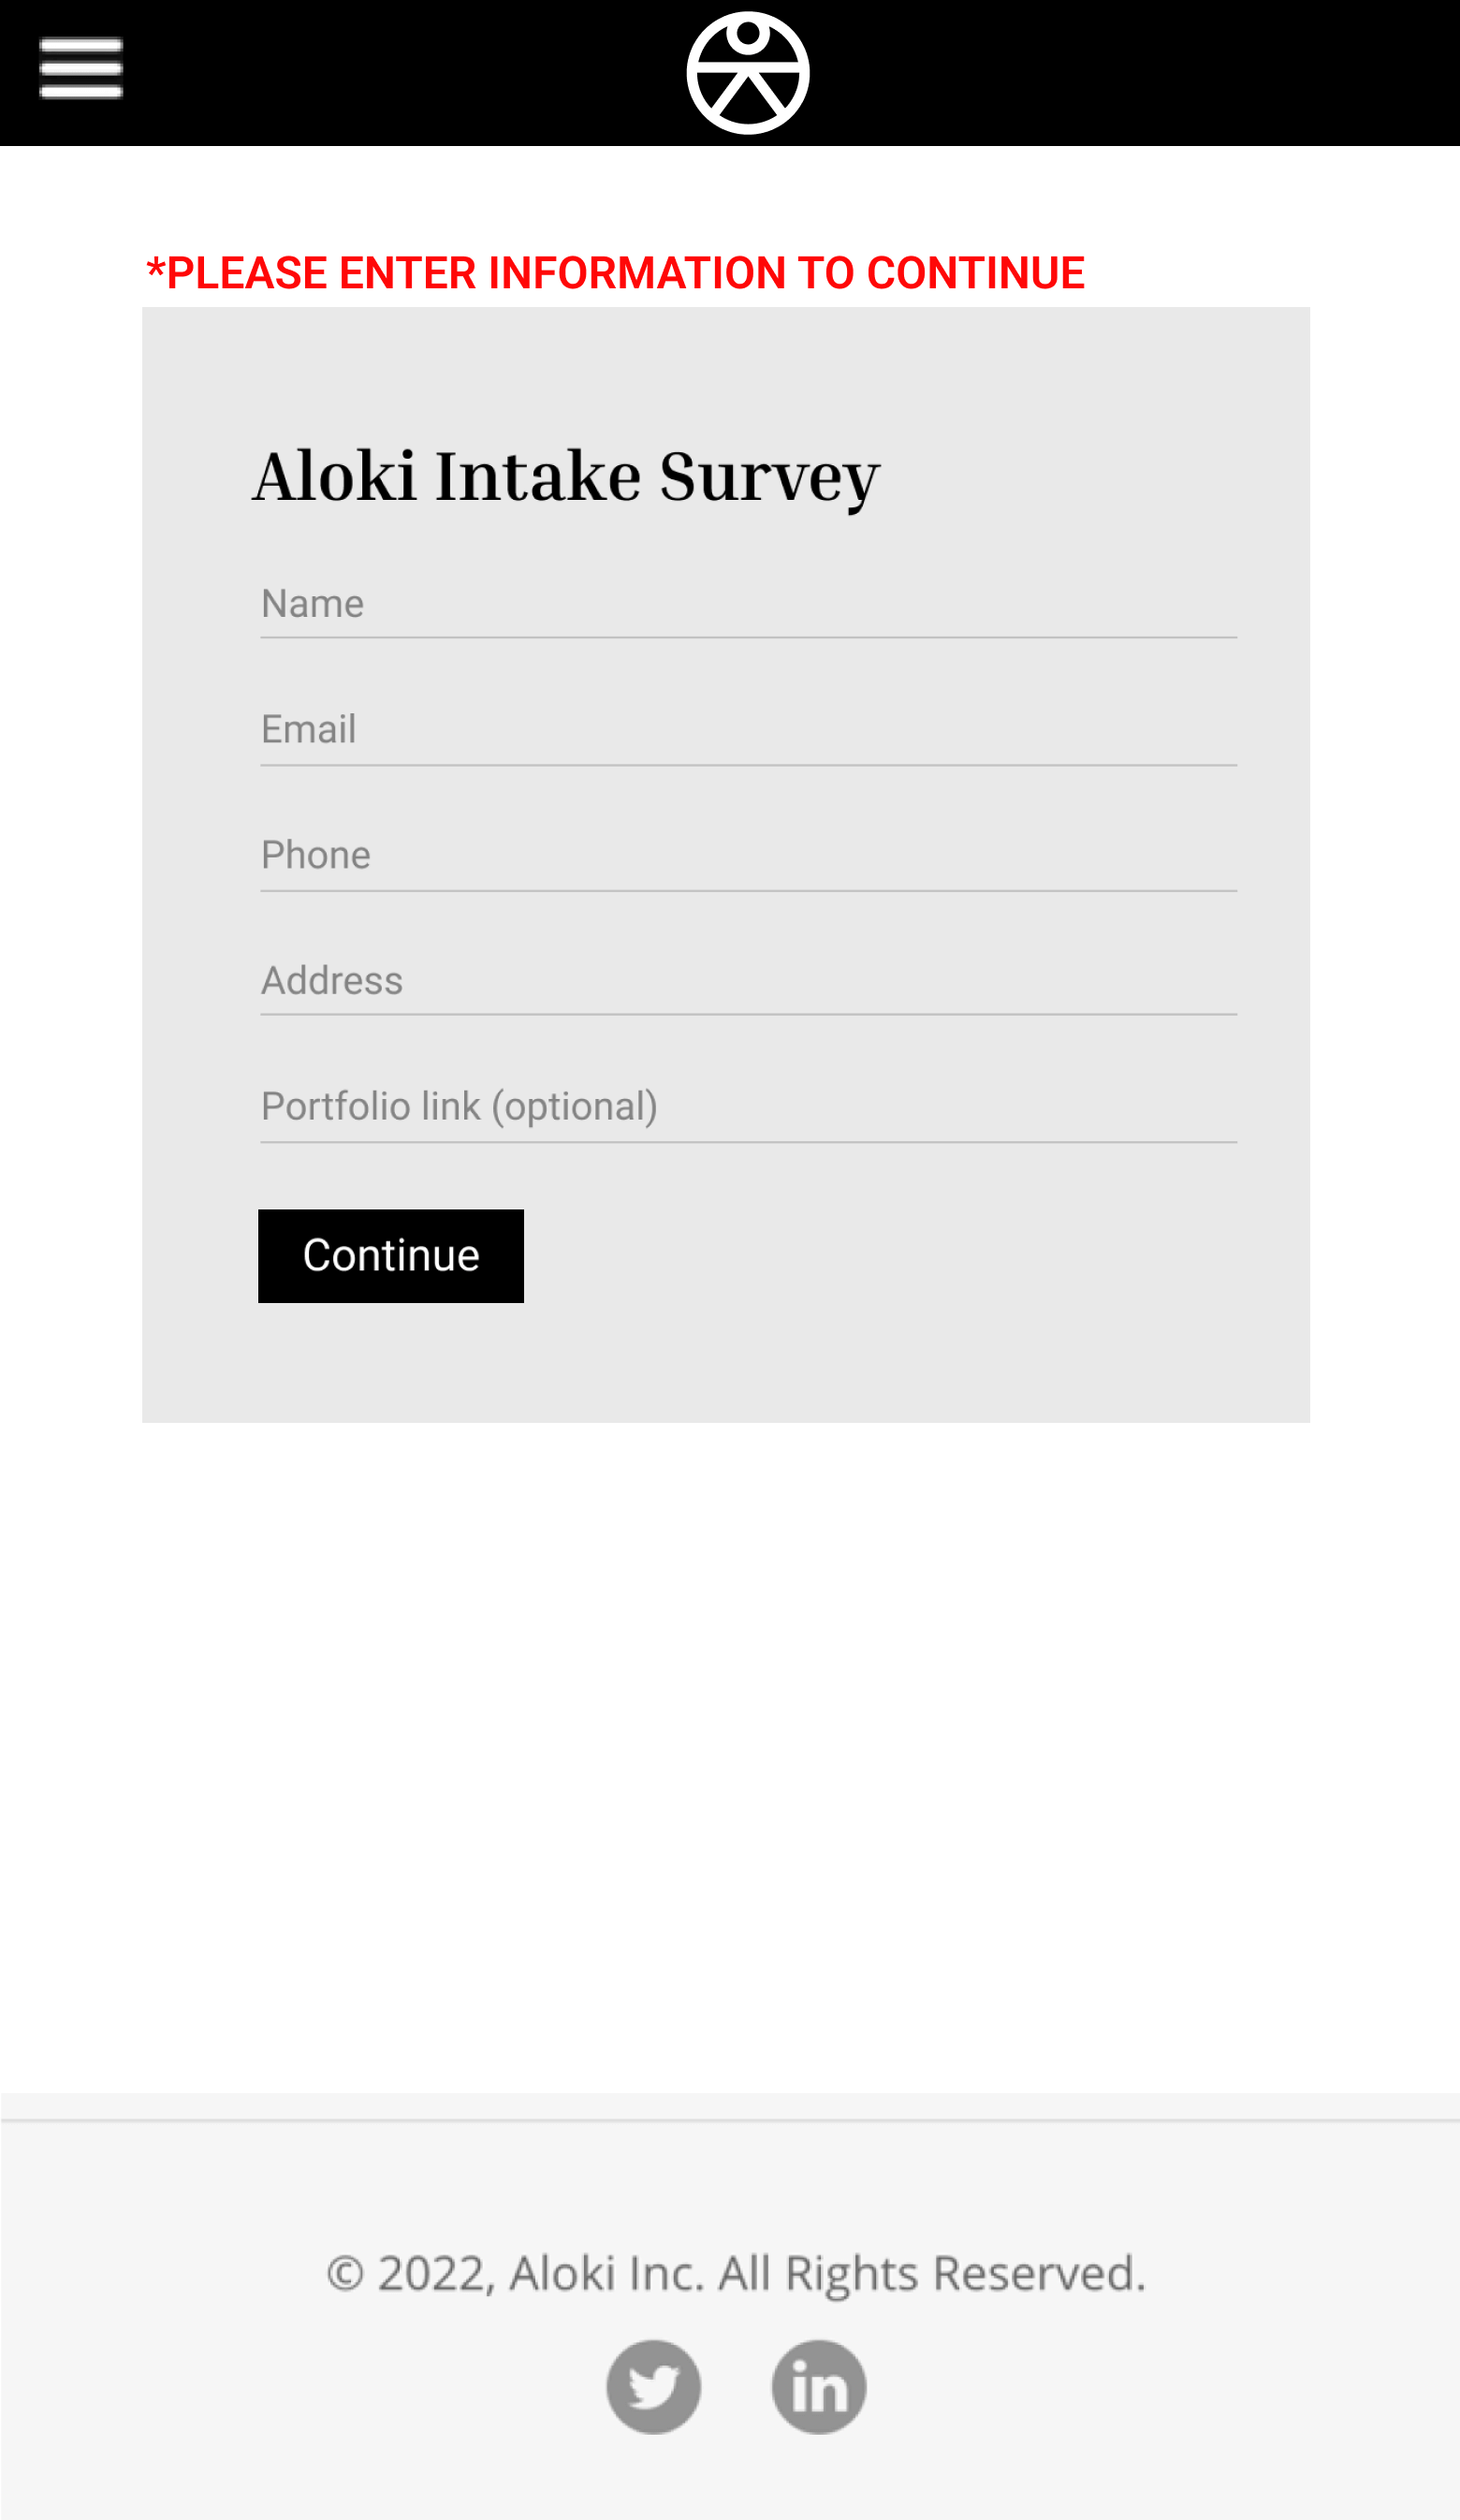 *PLEASE ENTER INFORMATION TO CONTINUE
Aloki Intake Survey
Name
Email
Phone
Address
Portfolio link (optional)
Continue
© 2022, Aloki Inc. All Rights Reserved.
in